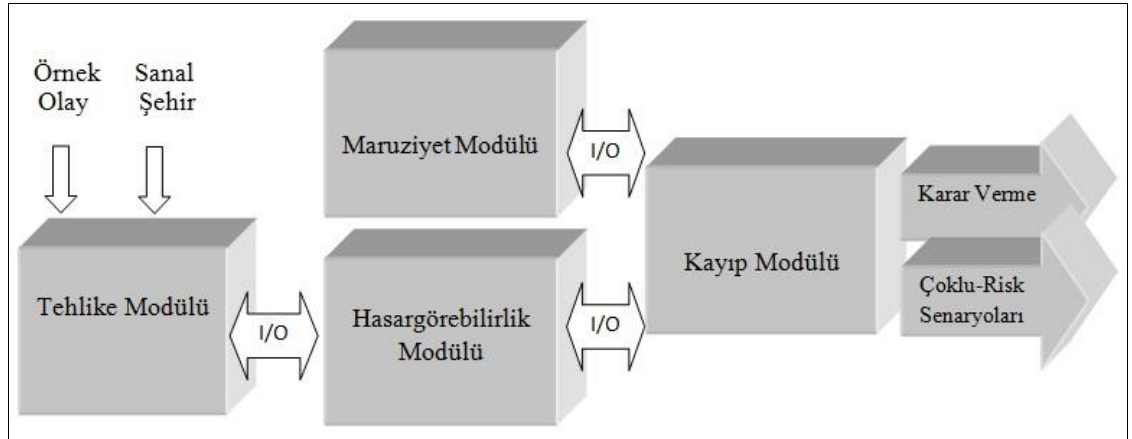 Örnek
Olay
Sanal
Şehir
Maruziyet Modülü
I/O
Karar Verme
Kayıp Modülü
Tehlike Modülü
I/O
Hasargörebilirlik
Modülü
I/O
Çoklu-Risk
Senaryoları